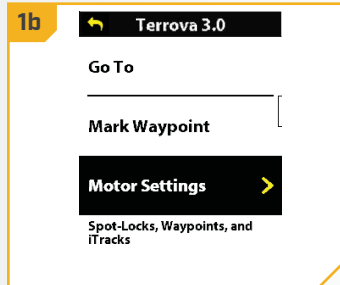 1b
Terrova 3.0
Go To
Mark Waypoint
Motor Settings
Spot-Locks, Waypoints, and
iTracks